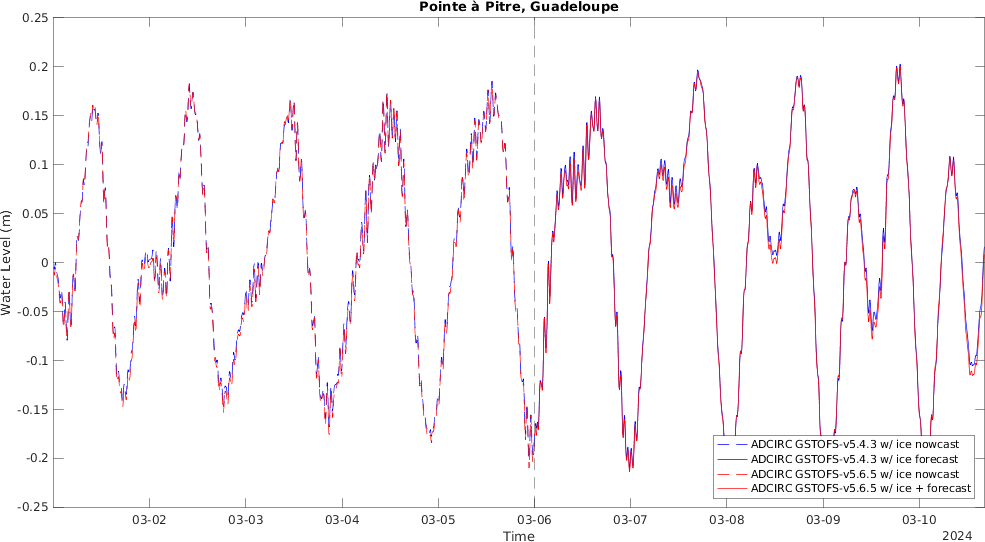 Pointe à Pitre, Guadeloupe
0.25
0.2
0.15
0.1
0.05
0
-0.05
-0.1
-0.15
-0.2
-0.25
Water Level (m)
ADCIRC GSTOFS-v5.4.3 w/ ice nowcast
ADCIRC GSTOFS-v5.4.3 w/ ice forecast
ADCIRC GSTOFS-v5.6.5 w/ ice nowcast
ADCIRC GSTOFS-v5.6.5 w/ ice + forecast
03-02 03-03 03-04 03-05 03-06 03-07 03-08 03-09 03-10
Time
2024